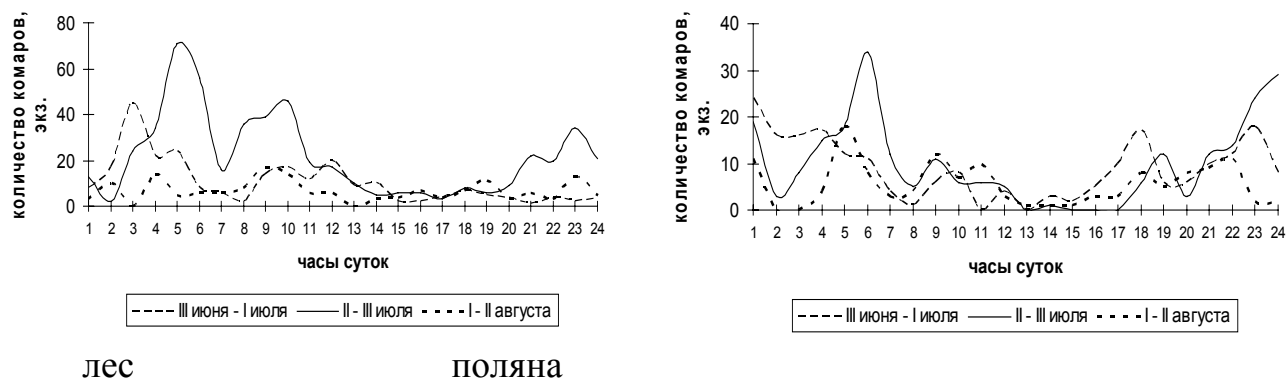 количество комаров,
экз.
80
60
40
20
0
1 2 3 4 5 6 7 8 9 10 11 12 13 14 15 16 17 18 19 20 21 22 23 24
часы суток
III июня - I июля II - III июля I - II августа
лес
количество комаров,
экз.
40
30
20
10
0
1 2 3 4 5 6 7 8 9 10 11 12 13 14 15 16 17 18 19 20 21 22 23 24
часы суток
III июня - I июля II - III июля I - II августа
поляна